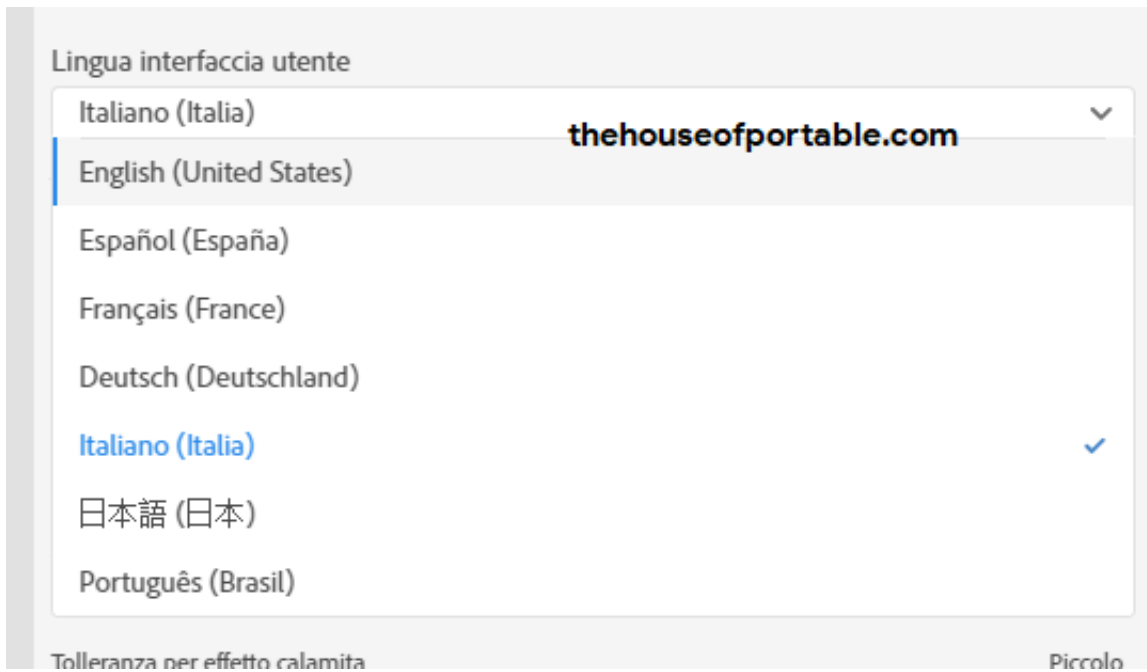 Lingua interfaccia utente
Italiano (Italia)
thehouseofportable.com
English (United States)
Español (España)
Français (France)
Deutsch (Deutschland)
Italiano (Italia)
日本語 (日本)
Português (Brasil)
Tolleranza per effetto calamita Piccolo